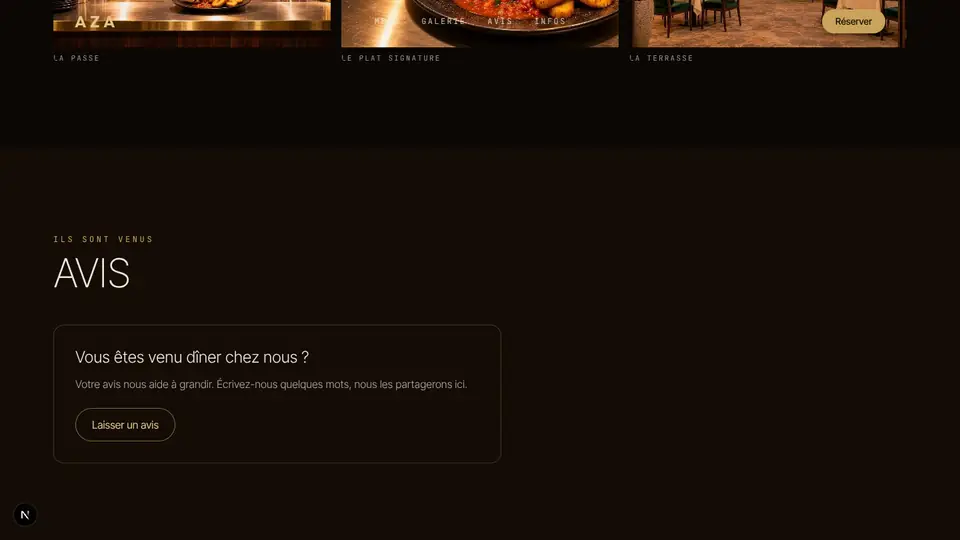 AZA
GALERIE
AVIS
INFOS
Réserver
LA PASSE
LE PLAT SIGNATURE
LA TERRASSE
ILS SONT VENUS
AVIS
Vous êtes venu dîner chez nous ?
Votre avis nous aide à grandir. Écrivez-nous quelques mots, nous les partagerons ici.
Laisser un avis
N